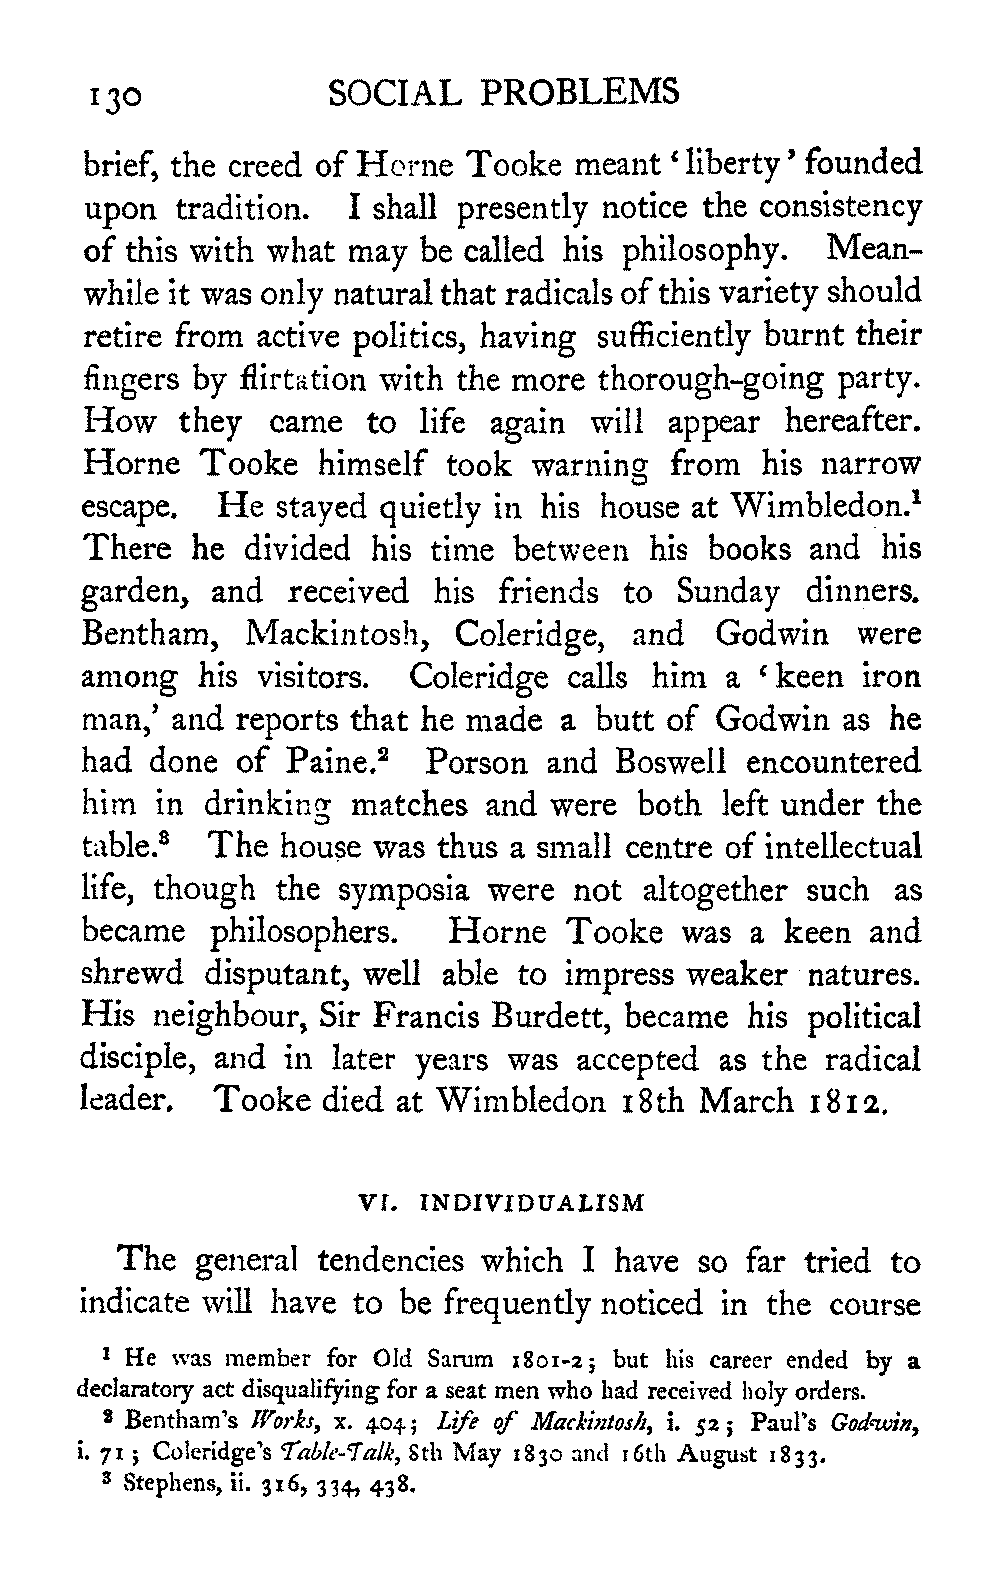 130 SOCIAL PROBLEMS
brief, the creed of Horne Tooke meant ‘liberty’ founded
upon tradition. I shall presently notice the consistency
of this with what may be called his philosophy. Mean-
while it was only natural that radicals of this variety should
retire from active politics, having sufficiently burnt their
fingers by flirtation with the more thorough-going party.
How they came to life again will appear hereafter.
Horne Tooke himself took warning from his narrow
escape. He stayed quietly in his house at Wimbledon.¹
There he divided his time between his books and his
garden, and received his friends to Sunday dinners.
Bentham, Mackintosh, Coleridge, and Godwin were
among his visitors. Coleridge calls him a ‘keen iron
man,’ and reports that he made a butt of Godwin as he
had done of Paine.² Porson and Boswell encountered
him in drinking matches and were both left under the
table.³ The house was thus a small centre of intellectual
life, though the symposia were not altogether such as
became philosophers. Horne Tooke was a keen and
shrewd disputant, well able to impress weaker natures.
His neighbour, Sir Francis Burdett, became his political
disciple, and in later years was accepted as the radical
leader. Tooke died at Wimbledon 18th March 1812.
VI. INDIVIDUALISM
The general tendencies which I have so far tried to
indicate will have to be frequently noticed in the course
¹ He was member for Old Sarum 1801-2; but his career ended by a
declaratory act disqualifying for a seat men who had received holy orders.
² Bentham's Works, x. 404; Life of Mackintosh, i. 52; Paul's Godwin,
i. 71; Coleridge's Table-Talk, 8th May 1830 and 16th August 1833.
³ Stephens, ii. 316, 334, 438.